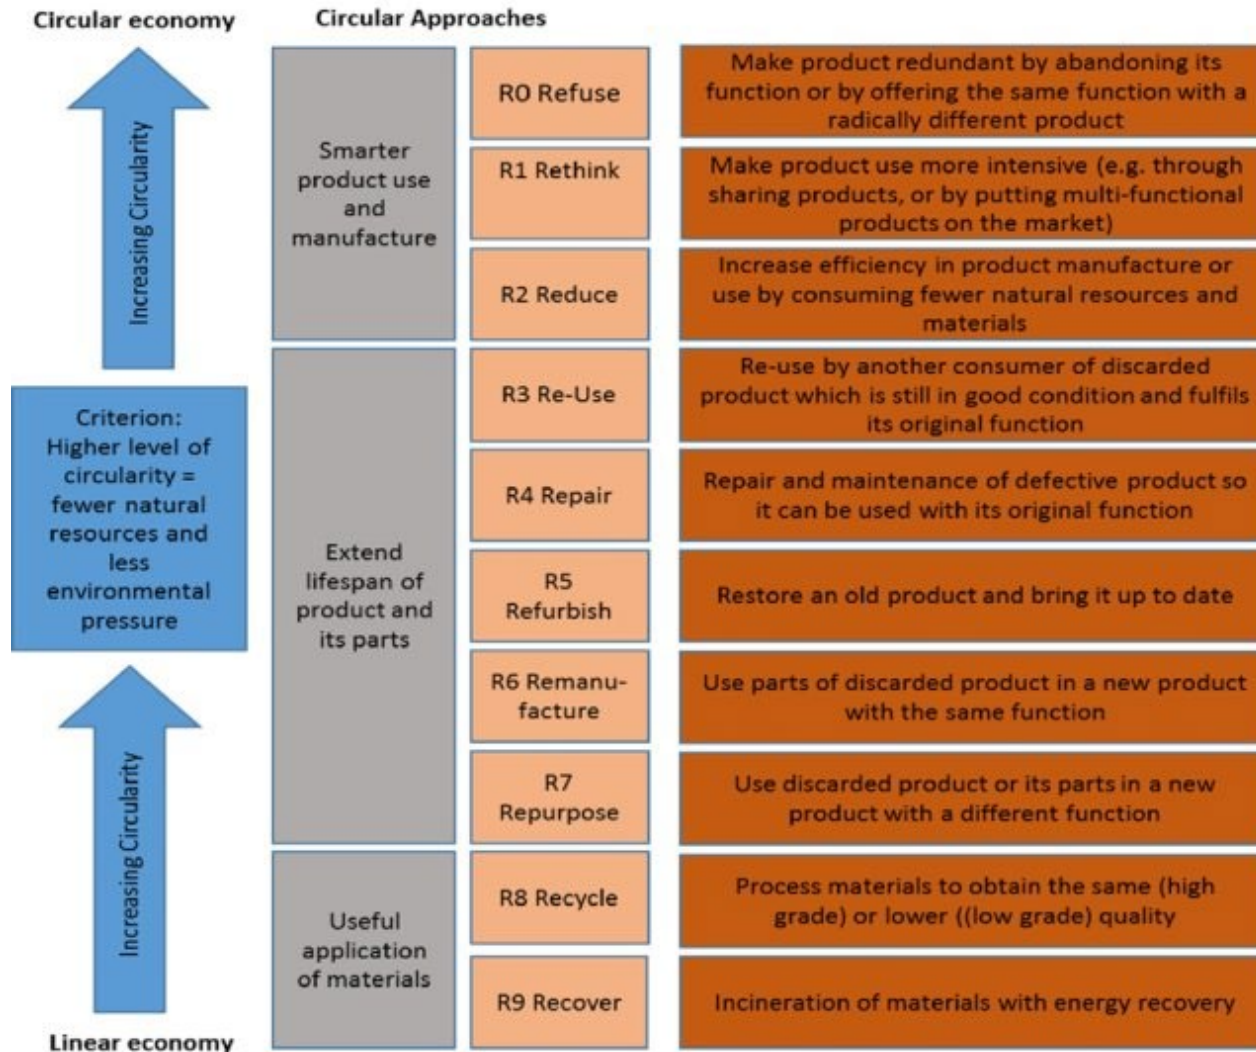 Circular economy
Circular Approaches
Increasing Circularity
Criterion:
Higher level of
circularity =
fewer natural
resources and
less
environmental
pressure
Increasing Circularity
Linear economy
Smarter
product use
and
manufacture
R0 Refuse
Make product redundant by abandoning its
function or by offering the same function with a
radically different product
R1 Rethink
Make product use more intensive (e.g. through
sharing products, or by putting multi-functional
products on the market)
R2 Reduce
Increase efficiency in product manufacture or
use by consuming fewer natural resources and
materials
Extend
lifespan of
product and
its parts
R3 Re-Use
Re-use by another consumer of discarded
product which is still in good condition and fulfils
its original function
R4 Repair
Repair and maintenance of defective product so
it can be used with its original function
R5
Refurbish
Restore an old product and bring it up to date
R6 Remanu-
facture
Use parts of discarded product in a new product
with the same function
R7
Repurpose
Use discarded product or its parts in a new
product with a different function
Useful
application
of materials
R8 Recycle
Process materials to obtain the same (high
grade) or lower ((low grade) quality
R9 Recover
Incineration of materials with energy recovery